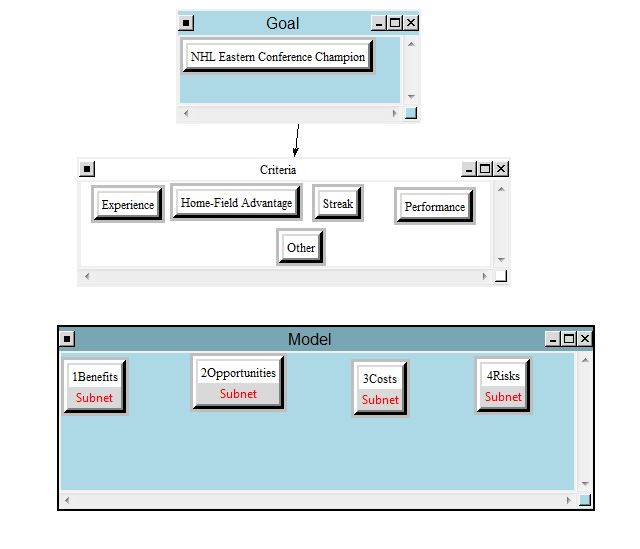 Goal
NHL Eastern Conference Champion
Criteria
Experience
Home-Field Advantage
Streak
Performance
Other
Model
1Benefits
Subnet
2Opportunities
Subnet
3Costs
Subnet
4Risks
Subnet